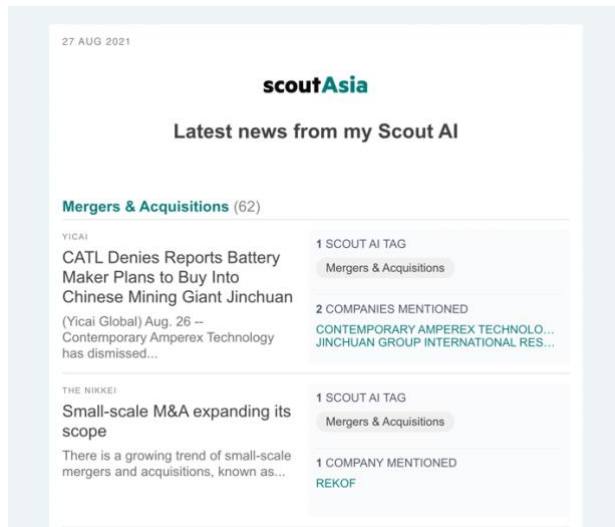 27 AUG 2021
scoutAsia
Latest news from my Scout AI
Mergers & Acquisitions (62)
YICAI
CATL Denies Reports Battery
Maker Plans to Buy Into
Chinese Mining Giant Jinchuan
(Yicai Global) Aug. 26 --
Contemporary Amperex Technology
has dismissed...
1 SCOUT AI TAG
Mergers & Acquisitions
2 COMPANIES MENTIONED
CONTEMPORARY AMPEREX TECHNOLO...
JINCHUAN GROUP INTERNATIONAL RES...
THE NIKKEI
Small-scale M&A expanding its
scope
There is a growing trend of small-scale
mergers and acquisitions, known as...
1 SCOUT AI TAG
Mergers & Acquisitions
1 COMPANY MENTIONED
REKOF